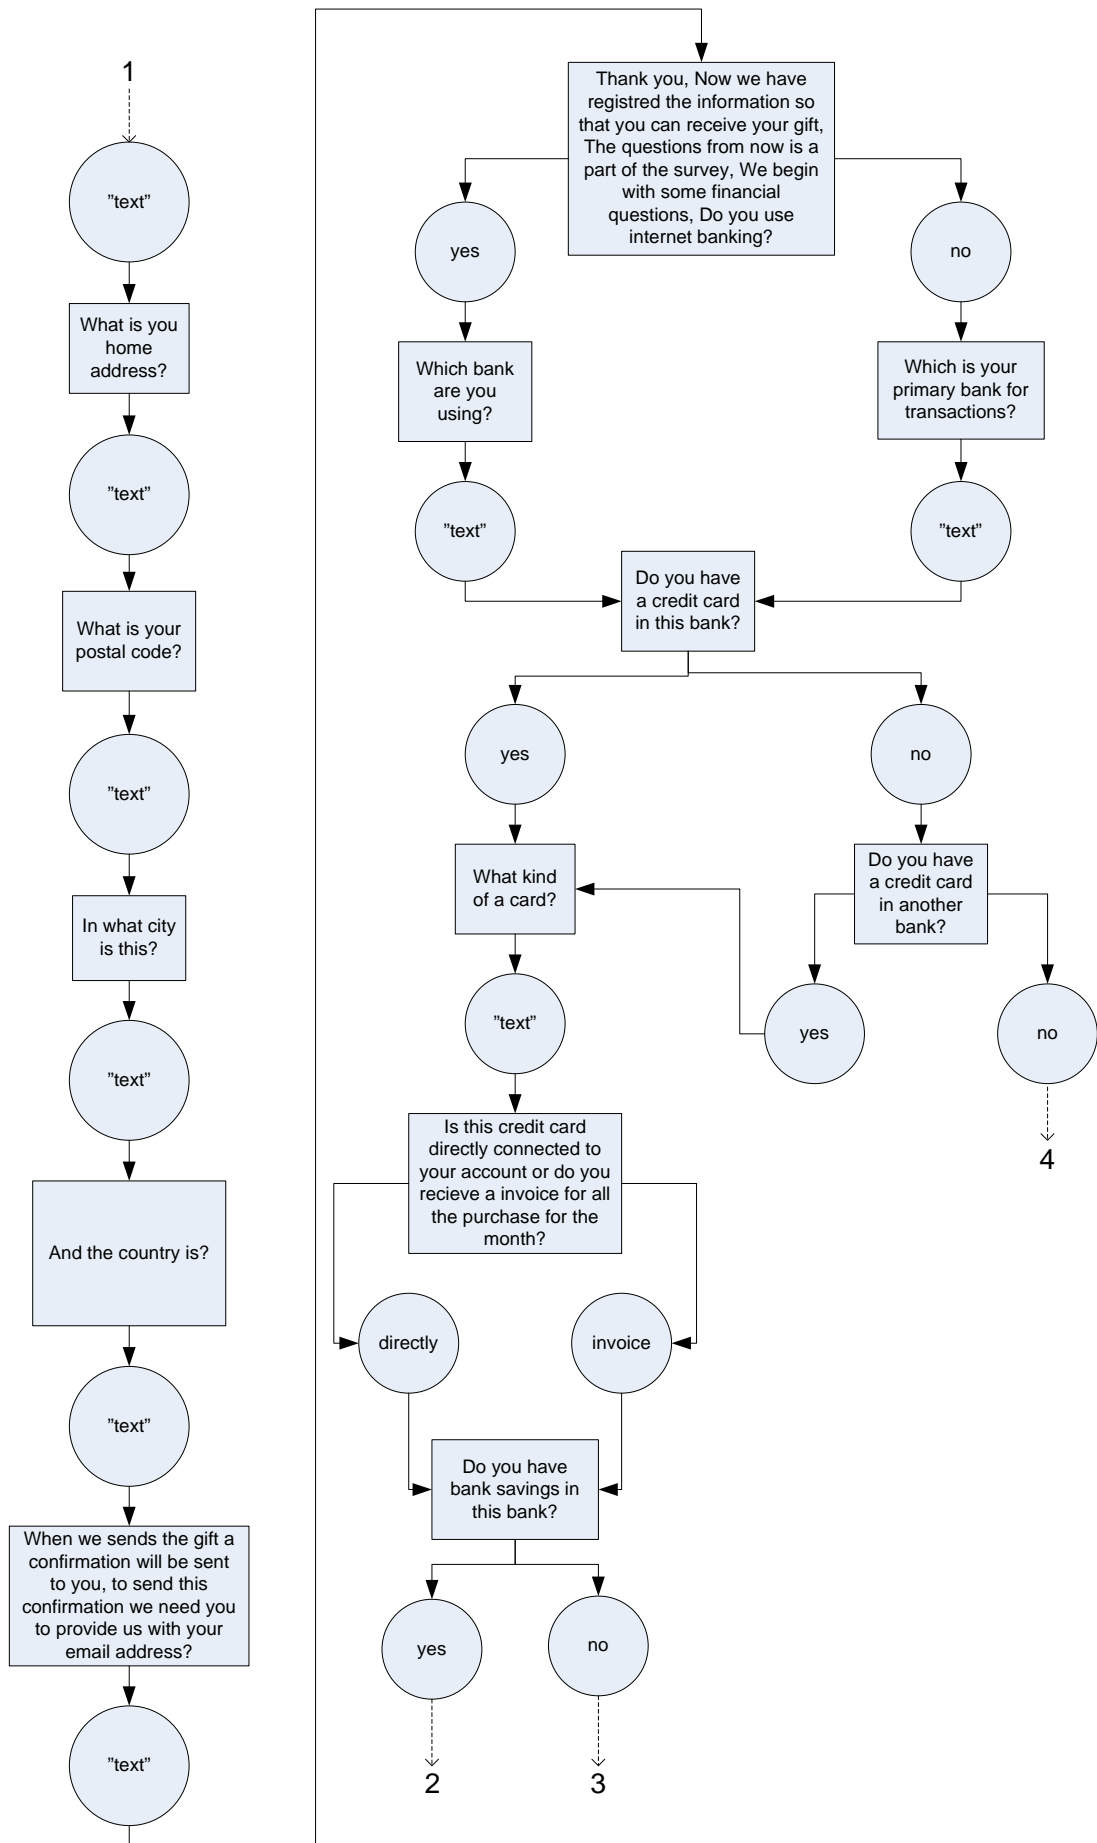 1
”text”
What is you
home
address?
”text”
What is your
postal code?
”text”
In what city
is this?
”text”
And the country is?
”text”
When we sends the gift a
confirmation will be sent
to you, to send this
confirmation we need you
to provide us with your
email address?
”text”
Thank you, Now we have
registred the information so
that you can receive your gift,
The questions from now is a
part of the survey, We begin
with some financial
questions, Do you use
internet banking?
yes
no
Which bank
are you
using?
Which is your
primary bank for
transactions?
”text”
”text”
Do you have
a credit card
in this bank?
yes
no
What kind
of a card?
Do you have
a credit card
in another
bank?
”text”
yes
no
4
Is this credit card
directly connected to
your account or do you
recieve a invoice for all
the purchase for the
month?
directly
invoice
Do you have
bank savings in
this bank?
yes
no
2
3